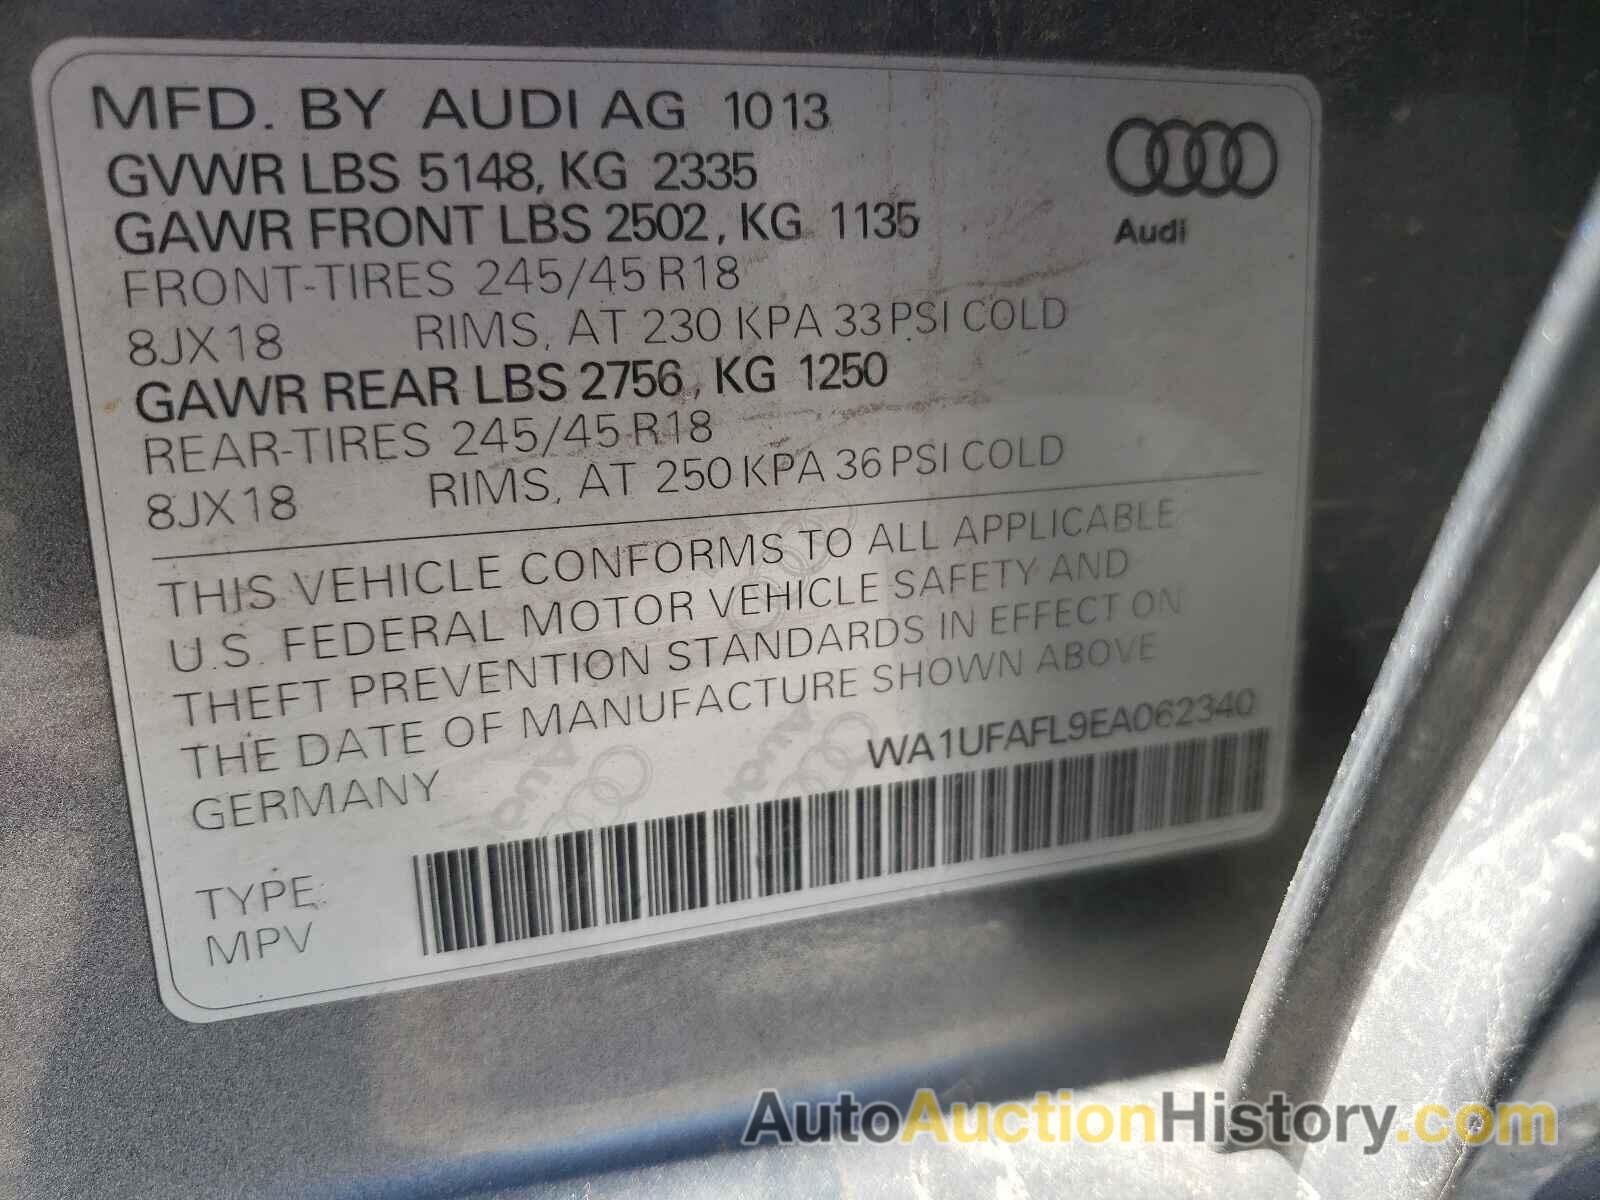 MFD. BY AUDI AG 10 13
GVWR LBS 5148, KG 2335
GAWR FRONT LBS 2502, KG 1135
FRONT-TIRES 245/45 R18
8JX18 RIMS, AT 230 KPA 33 PSI COLD
GAWR REAR LBS 2756, KG 1250
REAR-TIRES 245/45 R18
8JX18 RIMS, AT 250 KPA 36 PSI COLD
Audi
THIS VEHICLE CONFORMS TO ALL APPLICABLE
U.S. FEDERAL MOTOR VEHICLE SAFETY AND
THEFT PREVENTION STANDARDS IN EFFECT ON
THE DATE OF MANUFACTURE SHOWN ABOVE
GERMANY
WA1UFAFL9EA062340
Audi Audi
TYPE:
MPV
AutoAuctionHistory.com